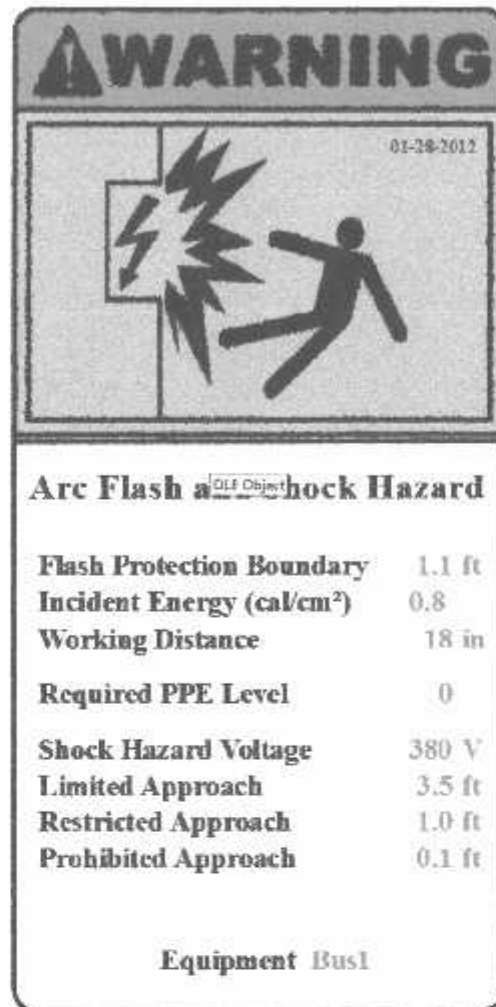 WARNING
01-28-2012
Arc Flash a OLE Object hock Hazard
Flash Protection Boundary 1.1 ft
Incident Energy (cal/cm²) 0.8
Working Distance 18 in
Required PPE Level 0
Shock Hazard Voltage 380 V
Limited Approach 3.5 ft
Restricted Approach 1.0 ft
Prohibited Approach 0.1 ft
Equipment Bus1